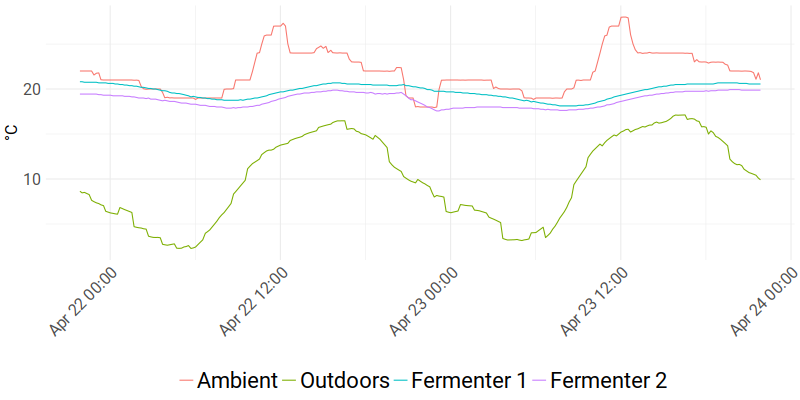 20
°C
10
Apr 22 00:00
Apr 22 12:00
Apr 23 00:00
Apr 23 12:00
Apr 24 00:00
Ambient Outdoors Fermenter 1 Fermenter 2